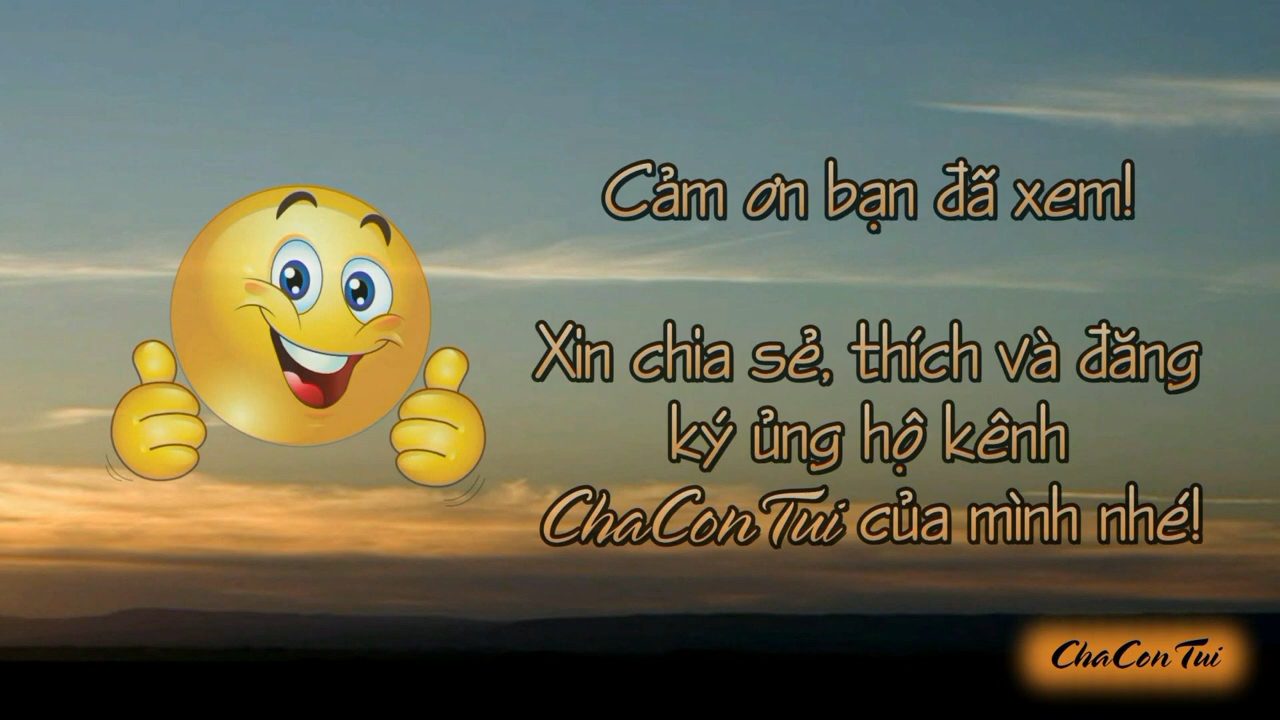 Cảm ơn bạn đã xem!
Xin chia sẻ, thích và đăng
ký ủng hộ kênh
ChaConTui của mình nhé!
ChaConTui